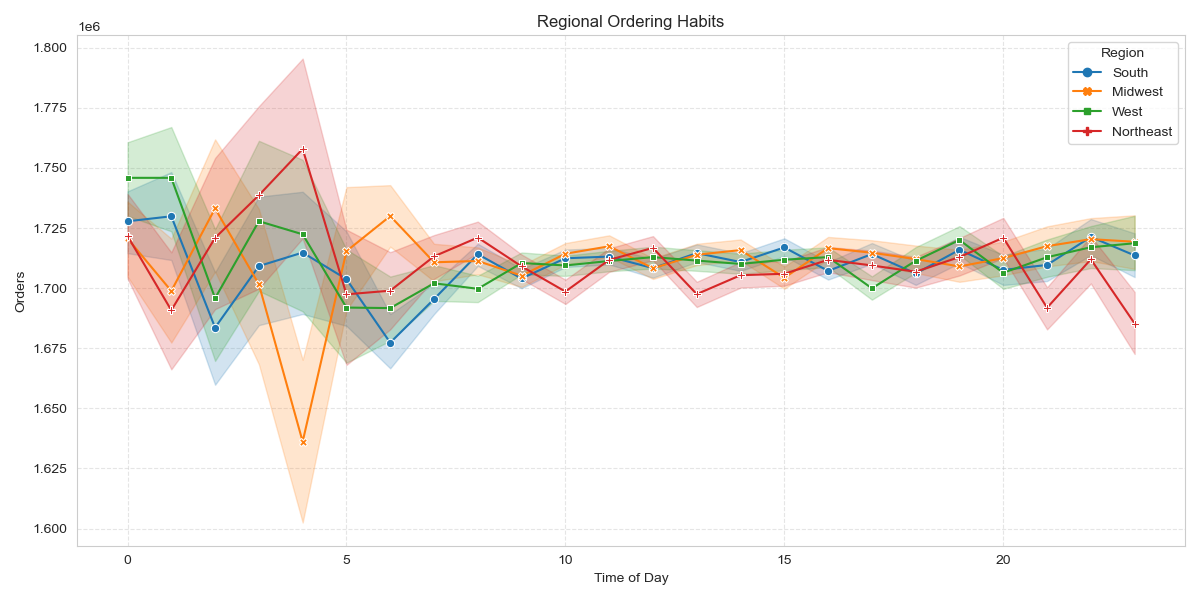 Regional Ordering Habits
1e6
1.800
1.775
1.750
1.725
1.700
1.675
1.650
1.625
1.600
Orders
0
5
10
15
20
Time of Day
Region
South
Midwest
West
Northeast